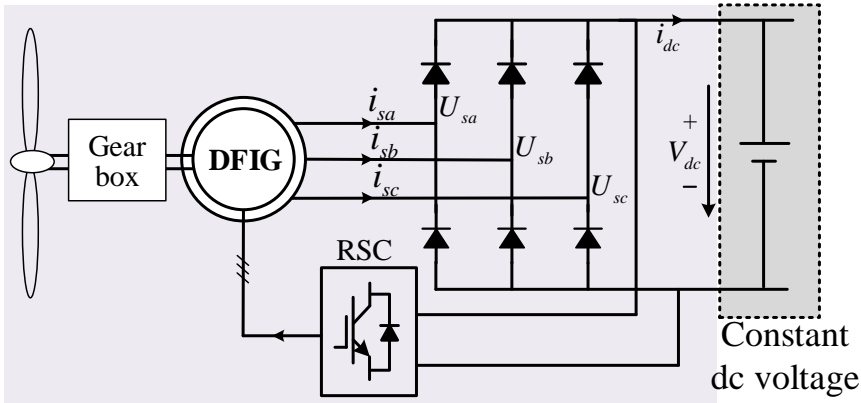 i_dc
i_sa
U_sa
Gear
box
DFIG
i_sb
U_sb
+
V_dc
−
i_sc
U_sc
RSC
Constant
dc voltage